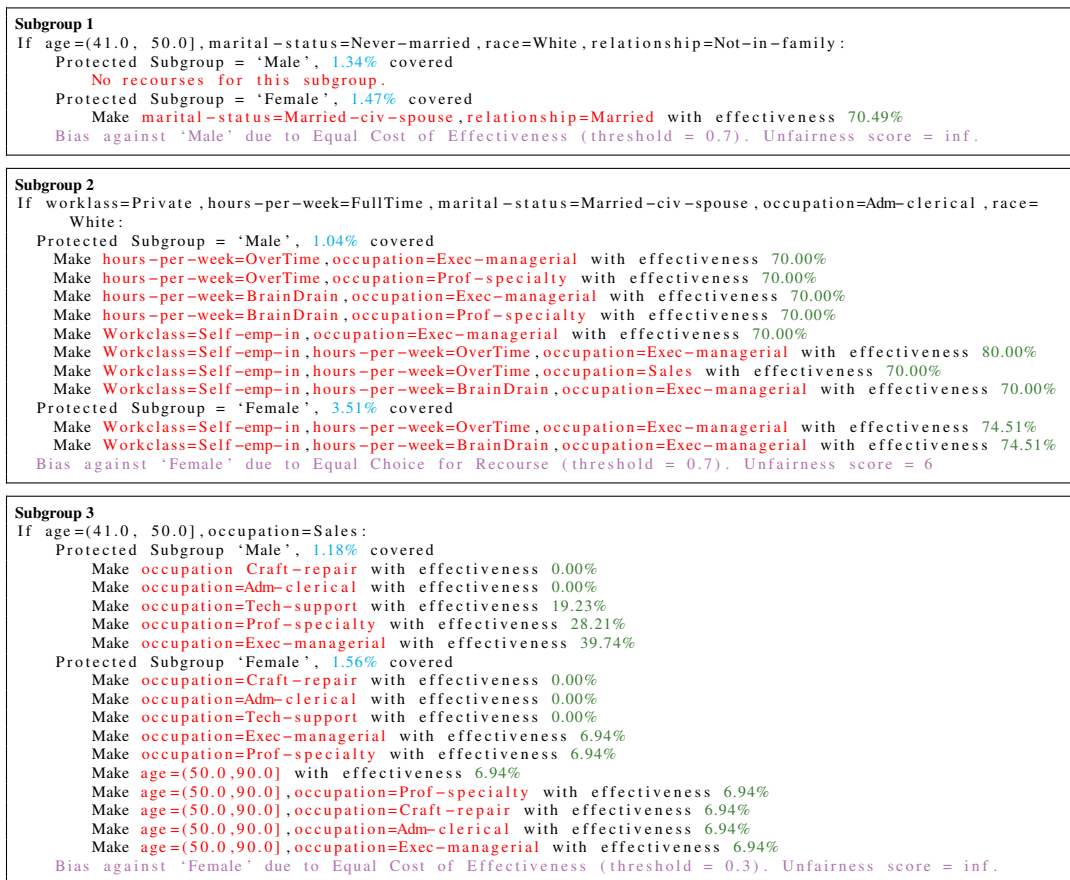 Subgroup 1
If age=(41.0, 50.0],marital-status=Never-married,race=White,relationship=Not-in-family:
Protected Subgroup = ‘Male’, 1.34% covered
No recourses for this subgroup.
Protected Subgroup = ‘Female’, 1.47% covered
Make marital-status=Married-civ-spouse,relationship=Married with effectiveness 70.49%
Bias against ‘Male’ due to Equal Cost of Effectiveness (threshold = 0.7). Unfairness score = inf.
Subgroup 2
If worklass=Private,hours-per-week=FullTime,marital-status=Married-civ-spouse,occupation=Adm-clerical,race=
White:
Protected Subgroup = ‘Male’, 1.04% covered
Make hours-per-week=OverTime,occupation=Exec-managerial with effectiveness 70.00%
Make hours-per-week=OverTime,occupation=Prof-specialty with effectiveness 70.00%
Make hours-per-week=BrainDrain,occupation=Exec-managerial with effectiveness 70.00%
Make hours-per-week=BrainDrain,occupation=Prof-specialty with effectiveness 70.00%
Make Workclass=Self-emp-in,occupation=Exec-managerial with effectiveness 70.00%
Make Workclass=Self-emp-in,hours-per-week=OverTime,occupation=Exec-managerial with effectiveness 80.00%
Make Workclass=Self-emp-in,hours-per-week=OverTime,occupation=Sales with effectiveness 70.00%
Make Workclass=Self-emp-in,hours-per-week=BrainDrain,occupation=Exec-managerial with effectiveness 70.00%
Protected Subgroup = ‘Female’, 3.51% covered
Make Workclass=Self-emp-in,hours-per-week=OverTime,occupation=Exec-managerial with effectiveness 74.51%
Make Workclass=Self-emp-in,hours-per-week=BrainDrain,occupation=Exec-managerial with effectiveness 74.51%
Bias against ‘Female’ due to Equal Choice for Recourse (threshold = 0.7). Unfairness score = 6
Subgroup 3
If age=(41.0, 50.0],occupation=Sales:
Protected Subgroup ‘Male’, 1.18% covered
Make occupation Craft-repair with effectiveness 0.00%
Make occupation=Adm-clerical with effectiveness 0.00%
Make occupation=Tech-support with effectiveness 19.23%
Make occupation=Prof-specialty with effectiveness 28.21%
Make occupation=Exec-managerial with effectiveness 39.74%
Protected Subgroup ‘Female’, 1.56% covered
Make occupation=Craft-repair with effectiveness 0.00%
Make occupation=Adm-clerical with effectiveness 0.00%
Make occupation=Tech-support with effectiveness 0.00%
Make occupation=Exec-managerial with effectiveness 6.94%
Make occupation=Prof-specialty with effectiveness 6.94%
Make age=(50.0,90.0] with effectiveness 6.94%
Make age=(50.0,90.0],occupation=Prof-specialty with effectiveness 6.94%
Make age=(50.0,90.0],occupation=Craft-repair with effectiveness 6.94%
Make age=(50.0,90.0],occupation=Adm-clerical with effectiveness 6.94%
Make age=(50.0,90.0],occupation=Exec-managerial with effectiveness 6.94%
Bias against ‘Female’ due to Equal Cost of Effectiveness (threshold = 0.3). Unfairness score = inf.